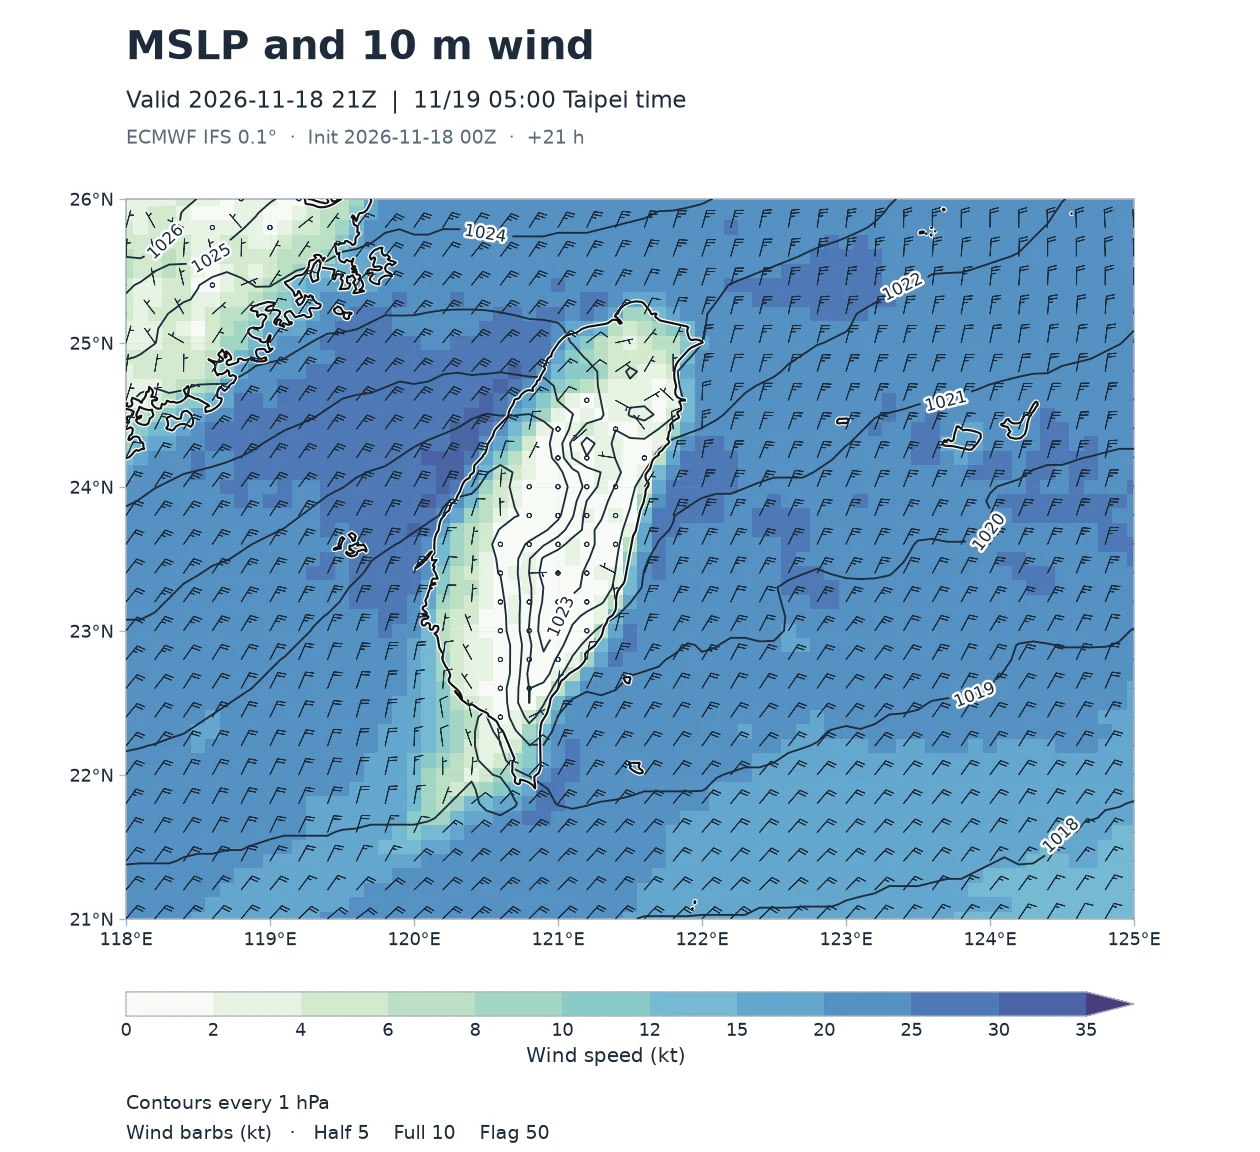 MSLP and 10 m wind
Valid 2026-11-18 21Z | 11/19 05:00 Taipei time
ECMWF IFS 0.1° · Init 2026-11-18 00Z · +21 h
26°N
1024
1026
1025
1022
25°N
1021
24°N
1020
1023
23°N
1019
22°N
1018
21°N
118°E 119°E 120°E 121°E 122°E 123°E 124°E 125°E
0 2 4 6 8 10 12 15 20 25 30 35
Wind speed (kt)
Contours every 1 hPa
Wind barbs (kt) · Half 5 Full 10 Flag 50